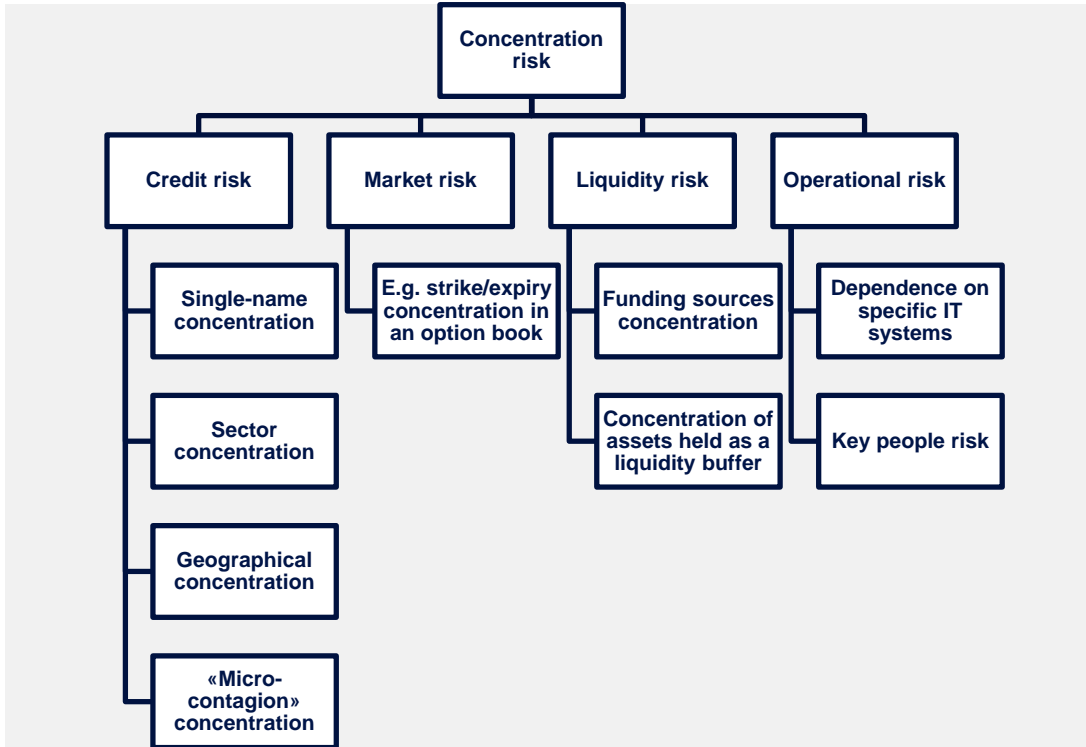 Concentration
risk
Credit risk
Market risk
Liquidity risk
Operational risk
Single-name
concentration
E.g. strike/expiry
concentration in
an option book
Funding sources
concentration
Dependence on
specific IT
systems
Sector
concentration
Concentration of
assets held as a
liquidity buffer
Key people risk
Geographical
concentration
«Micro-
contagion»
concentration